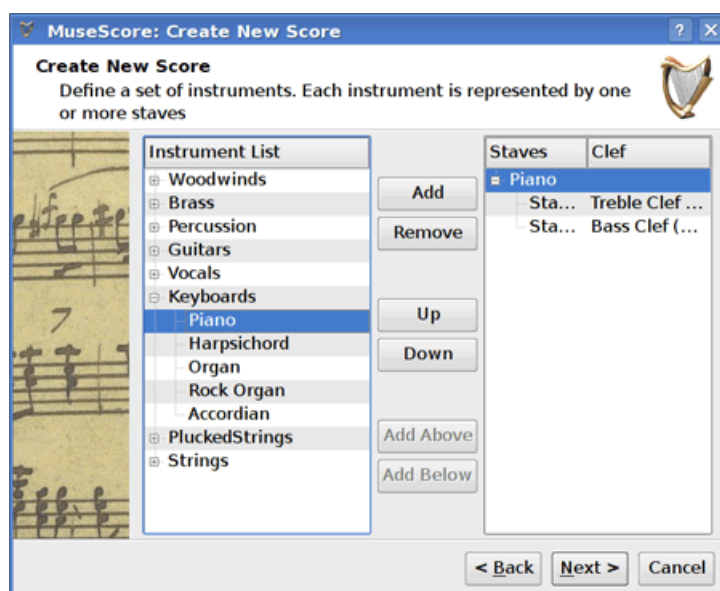 MuseScore: Create New Score
?
Create New Score
Define a set of instruments. Each instrument is represented by one
or more staves
Instrument List
Woodwinds
Brass
Percussion
Guitars
Vocals
Keyboards
Piano
Harpsichord
Organ
Rock Organ
Accordian
PluckedStrings
Strings
Add
Remove
Up
Down
Add Above
Add Below
Staves Clef
Piano
Sta... Treble Clef ...
Sta... Bass Clef (...
7
< Back Next > Cancel